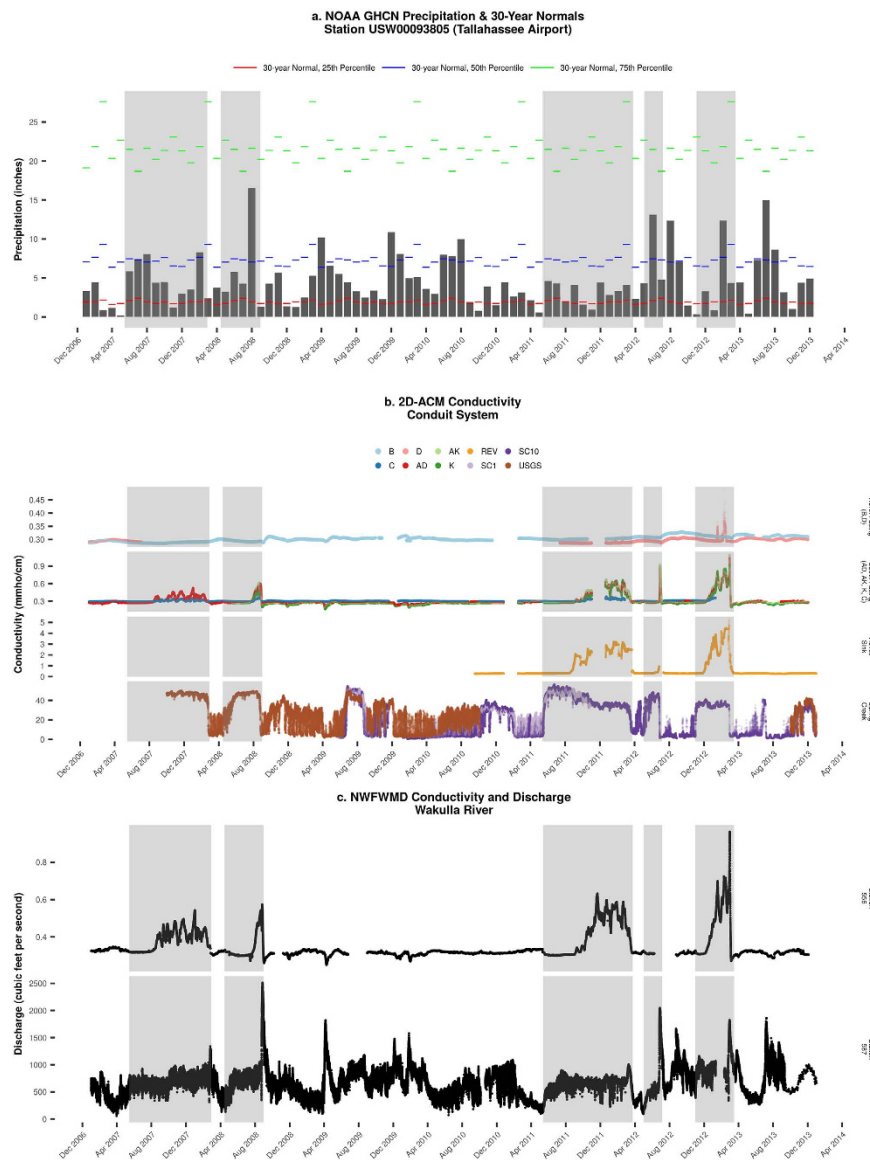 a. NOAA GHCN Precipitation & 30-Year Normals
Station USW00093805 (Tallahassee Airport)
30-year Normal, 25th Percentile 30-year Normal, 50th Percentile 30-year Normal, 75th Percentile
Precipitation (inches)
25
20
15
10
5
0
Dec 2006 Apr 2007 Aug 2007 Dec 2007 Apr 2008 Aug 2008 Dec 2008 Apr 2009 Aug 2009 Dec 2009 Apr 2010 Aug 2010 Dec 2010 Apr 2011 Aug 2011 Dec 2011 Apr 2012 Aug 2012 Dec 2012 Apr 2013 Aug 2013 Dec 2013 Apr 2014
b. 2D-ACM Conductivity
Conduit System
B D AK REV SC10
C AD K SC1 USGS
Conductivity (mmho/cm)
0.45
0.40
0.35
0.30
(B,D)
0.9
0.6
0.3
(AD, AK, K, C)
5
4
3
2
1
0
Sink
40
20
0
Creek
Dec 2006 Apr 2007 Aug 2007 Dec 2007 Apr 2008 Aug 2008 Dec 2008 Apr 2009 Aug 2009 Dec 2009 Apr 2010 Aug 2010 Dec 2010 Apr 2011 Aug 2011 Dec 2011 Apr 2012 Aug 2012 Dec 2012 Apr 2013 Aug 2013 Dec 2013 Apr 2014
c. NWFWMD Conductivity and Discharge
Wakulla River
Discharge (cubic feet per second)
0.8
0.6
0.4
2500
2000
1500
1000
500
0
Dec 2006 Apr 2007 Aug 2007 Dec 2007 Apr 2008 Aug 2008 Dec 2008 Apr 2009 Aug 2009 Dec 2009 Apr 2010 Aug 2010 Dec 2010 Apr 2011 Aug 2011 Dec 2011 Apr 2012 Aug 2012 Dec 2012 Apr 2013 Aug 2013 Dec 2013 Apr 2014